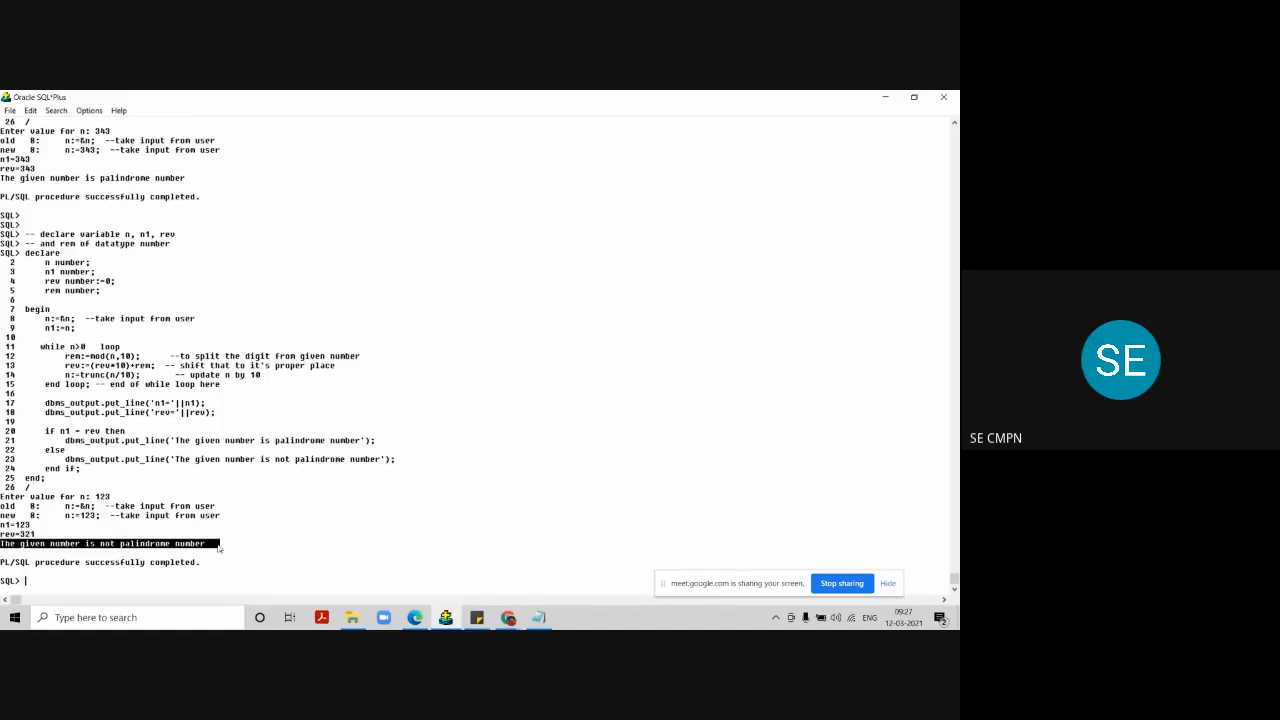 Oracle SQL*Plus
File Edit Search Options Help
26 /
Enter value for n: 343
old 8: n:=&n; --take input from user
new 8: n:=343; --take input from user
n1=343
rev=343
The given number is palindrome number
PL/SQL procedure successfully completed.
SQL>
SQL>
SQL> -- declare variable n, n1, rev
SQL> -- and rem of datatype number
SQL> declare
2 n number;
3 n1 number;
4 rev number:=0;
5 rem number;
6
7 begin
8 n:=&n; --take input from user
9 n1:=n;
10
11 while n>0 loop
12 rem:=mod(n,10); --to split the digit from given number
13 rev:=(rev*10)+rem; -- shift that to it's proper place
14 n:=trunc(n/10); -- update n by 10
15 end loop; -- end of while loop here
16
17 dbms_output.put_line('n1='||n1);
18 dbms_output.put_line('rev='||rev);
19
20 if n1 = rev then
21 dbms_output.put_line('The given number is palindrome number');
22 else
23 dbms_output.put_line('The given number is not palindrome number');
24 end if;
25 end;
26 /
Enter value for n: 123
old 8: n:=&n; --take input from user
new 8: n:=123; --take input from user
n1=123
rev=321
The given number is not palindrome number
PL/SQL procedure successfully completed.
SQL>
meet.google.com is sharing your screen. Stop sharing Hide
Type here to search
ENG
09:27
12-03-2021
2
SE
SE CMPN